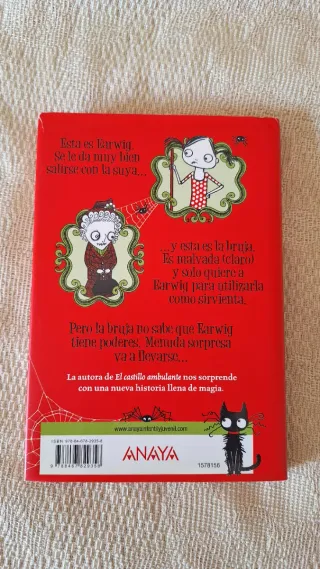 Esta es Earwig.
Se le da muy bien
salirse con la suya...
...y esta es la bruja.
Es malvada (claro)
y solo quiere a
Earwig para utilizarla
como sirvienta.
Pero la bruja no sabe que Earwig
tiene poderes. Menuda sorpresa
va a llevarse...
La autora de El castillo ambulante nos sorprende
con una nueva historia llena de magia.
www.anayainfantilyjuvenil.com
ANAYA
1578156